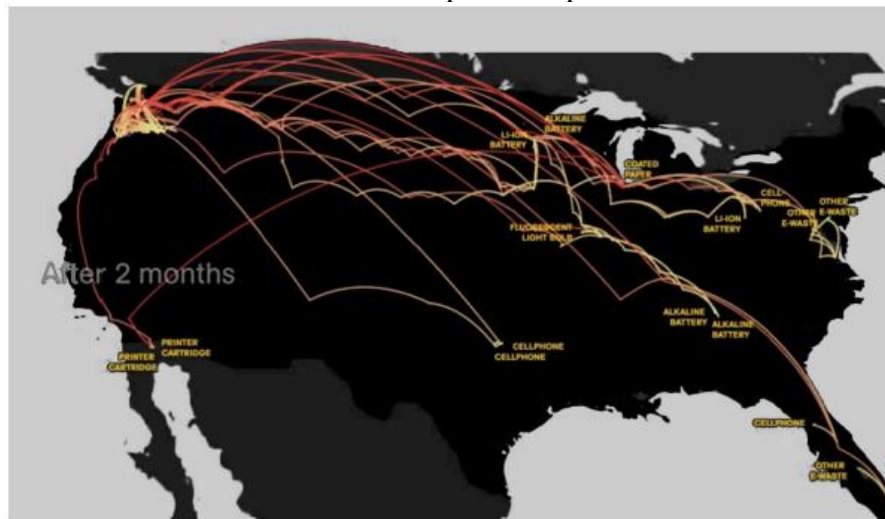 ALKALINE
BATTERY
LI-ION
BATTERY
COATED
PAPER
CELL
PHONE
LI-ION
BATTERY
OTHER
E-WASTE
OTHER
E-WASTE
FLUORESCENT
LIGHT BULB
After 2 months
ALKALINE
BATTERY
ALKALINE
BATTERY
PRINTER
CARTRIDGE
PRINTER
CARTRIDGE
CELLPHONE
CELLPHONE
CELLPHONE
OTHER
E-WASTE